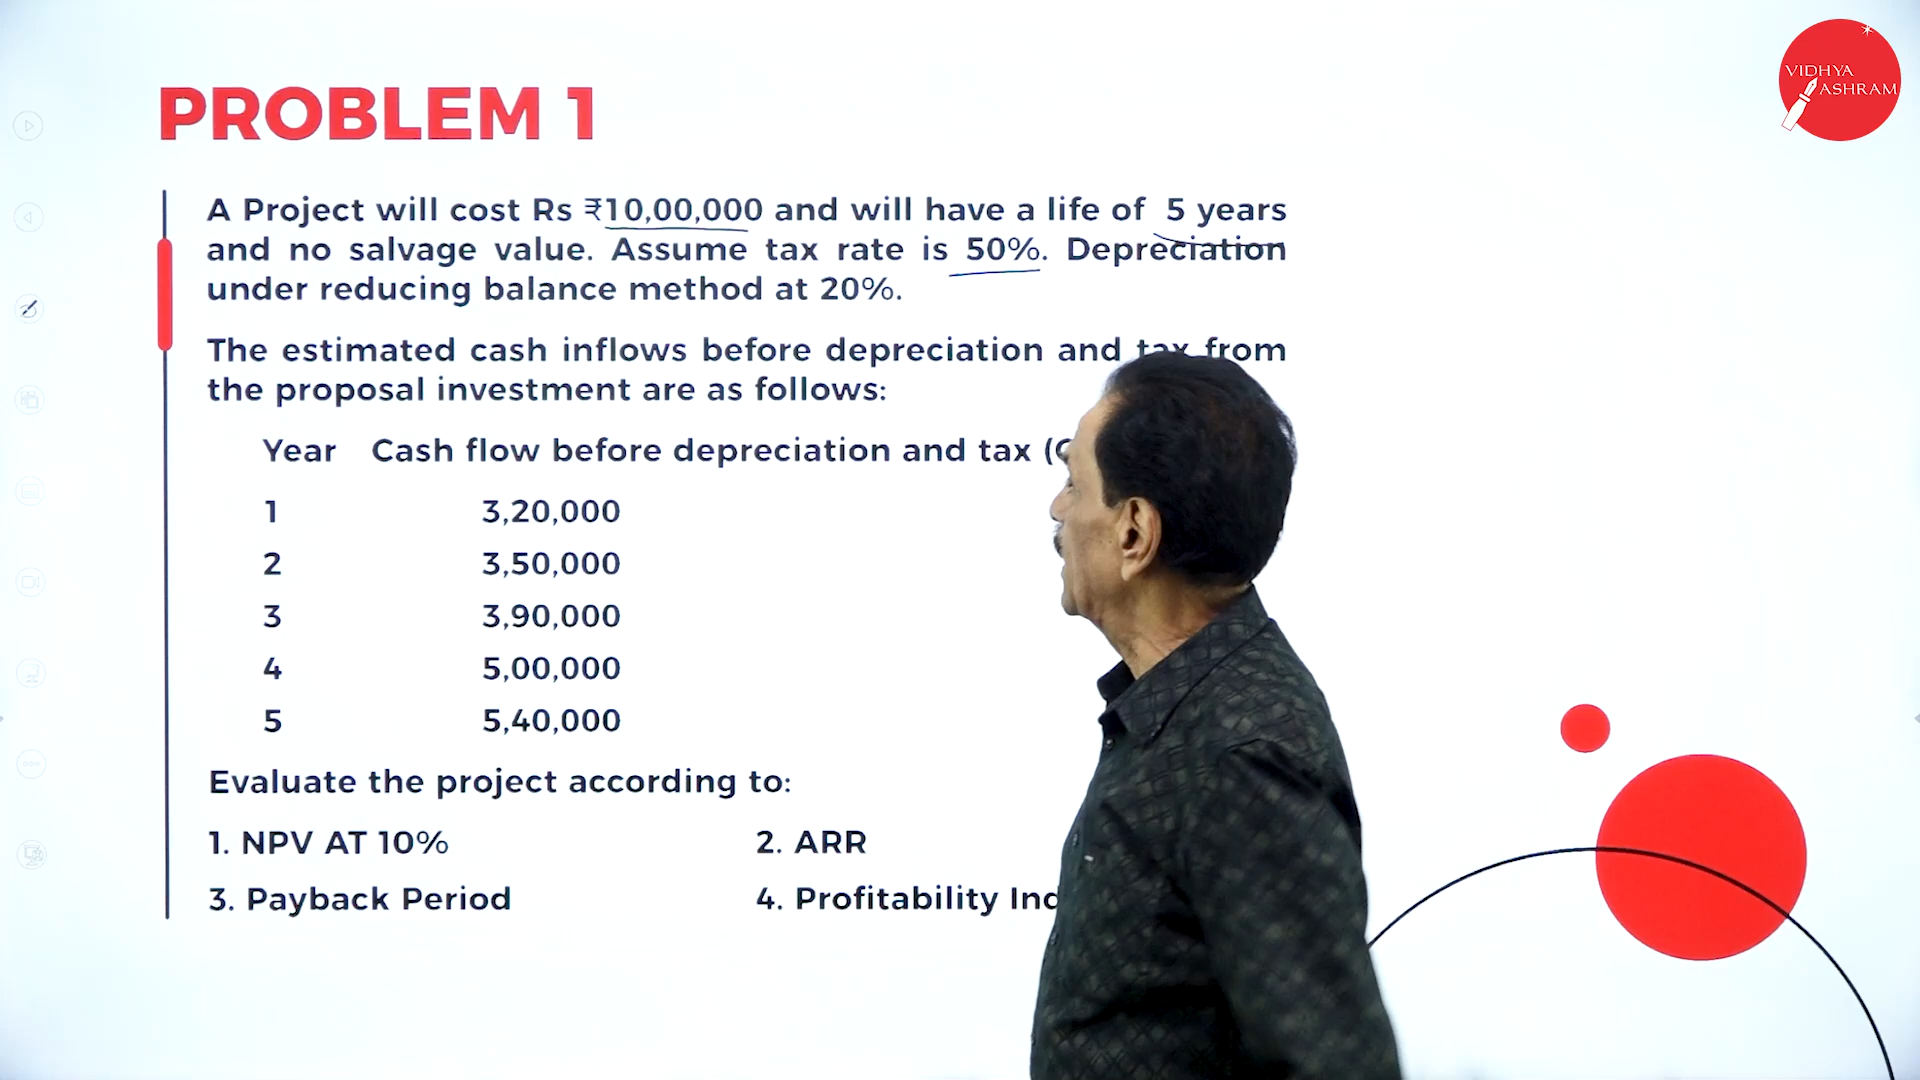 VIDHYA
ASHRAM
PROBLEM 1
A Project will cost Rs ₹10,00,000 and will have a life of 5 years
and no salvage value. Assume tax rate is 50%. Depreciation
under reducing balance method at 20%.
The estimated cash inflows before depreciation and tax from
the proposal investment are as follows:
Year Cash flow before depreciation and tax (
1 3,20,000
2 3,50,000
3 3,90,000
4 5,00,000
5 5,40,000
Evaluate the project according to:
1. NPV AT 10% 2. ARR
3. Payback Period 4. Profitability